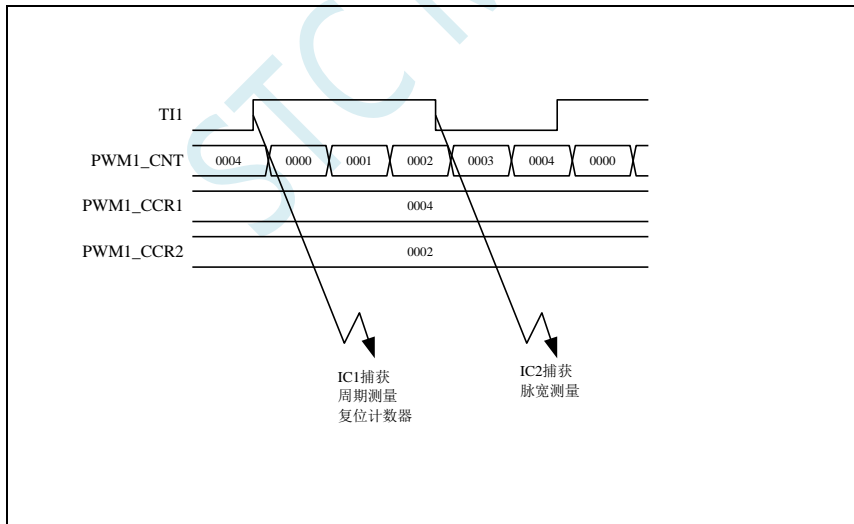 STC M
TI1
PWM1_CNT 0004 0000 0001 0002 0003 0004 0000
PWM1_CCR1 0004
PWM1_CCR2 0002
IC1捕获
周期测量
复位计数器
IC2捕获
脉宽测量